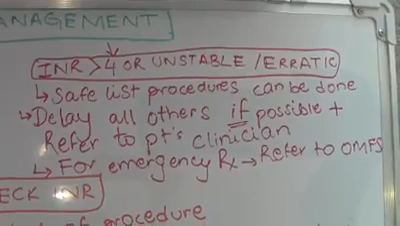 ANAGEMENT
INR > 4 OR UNSTABLE / ERRATIC
↳ Safe list procedures can be done
↳ Delay all others if possible +
Refer to pt's clinician
↳ For emergency Rx → Refer to OMFS
ECK INR
of procedure